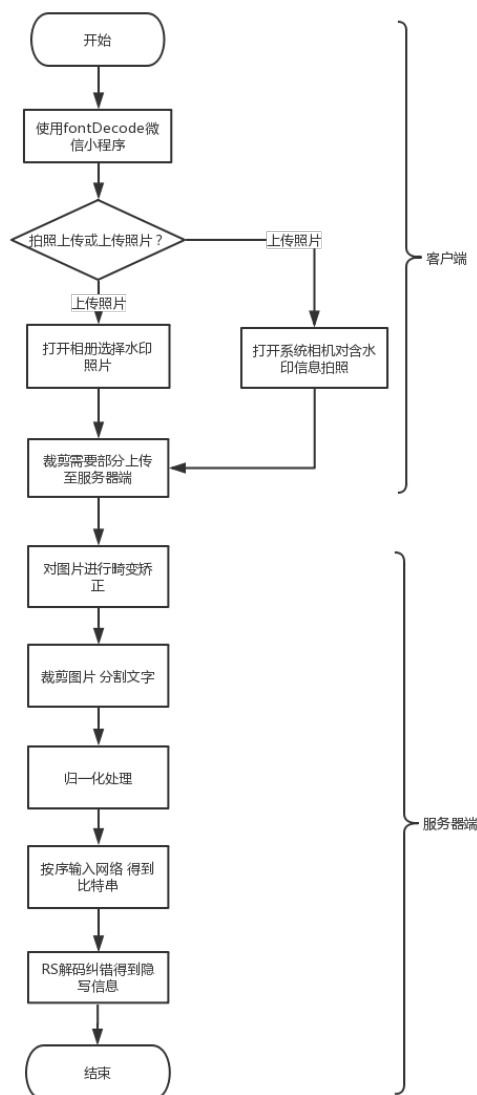 开始
使用fontDecode微
信小程序
拍照上传或上传照片？
上传照片
上传照片
客户端
打开相册选择水印
照片
打开系统相机对含水
印信息拍照
裁剪需要部分上传
至服务器端
对图片进行畸变矫
正
裁剪图片 分割文字
归一化处理
服务器端
按序输入网络 得到
比特串
RS解码纠错得到隐
写信息
结束